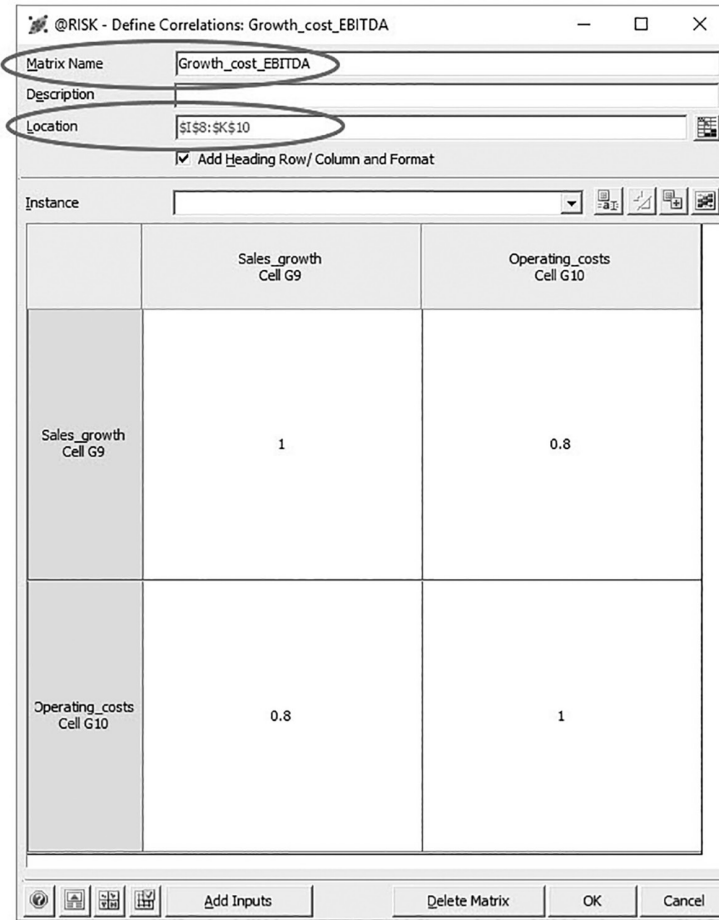 @RISK - Define Correlations: Growth_cost_EBITDA
Matrix Name Growth_cost_EBITDA
Description
Location $I$8:$K$10
Add Heading Row/ Column and Format
Instance
Sales_growth
Cell G9
Operating_costs
Cell G10
Sales_growth
Cell G9
1 0.8
Operating_costs
Cell G10
0.8 1
Add Inputs Delete Matrix OK Cancel